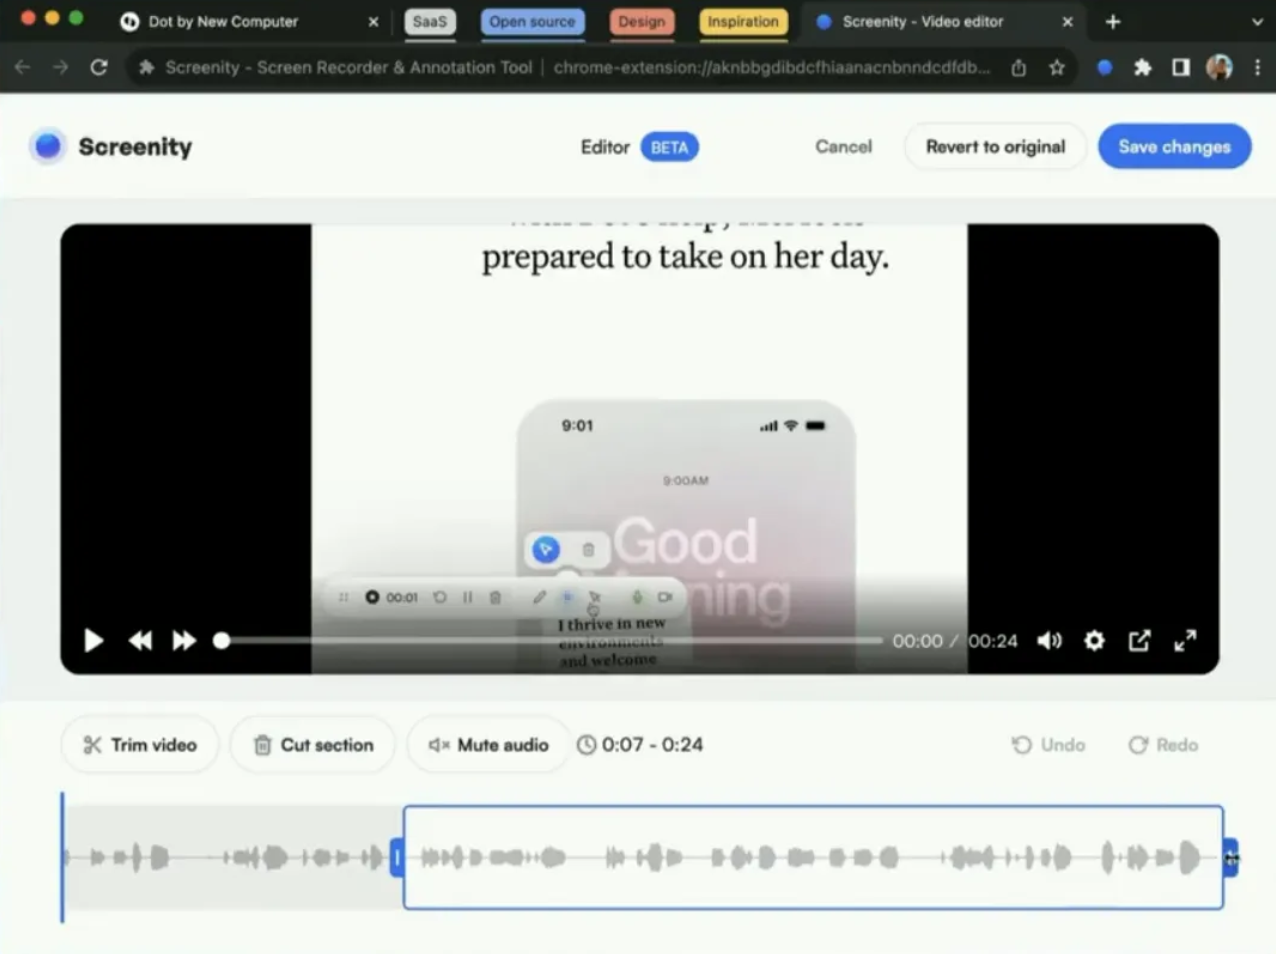 Dot by New Computer
SaaS
Open source
Design
Inspiration
Screenity - Video editor
Screenity - Screen Recorder & Annotation Tool | chrome-extension://aknbbgdibdcfhiaanacnbnndcdfdb...
Screenity
Editor BETA
Cancel
Revert to original
Save changes
prepared to take on her day.
9:01
9:00AM
Good
ning
00:01
I thrive in new
environments
and welcome
00:00 / 00:24
Trim video
Cut section
Mute audio
0:07 - 0:24
Undo
Redo